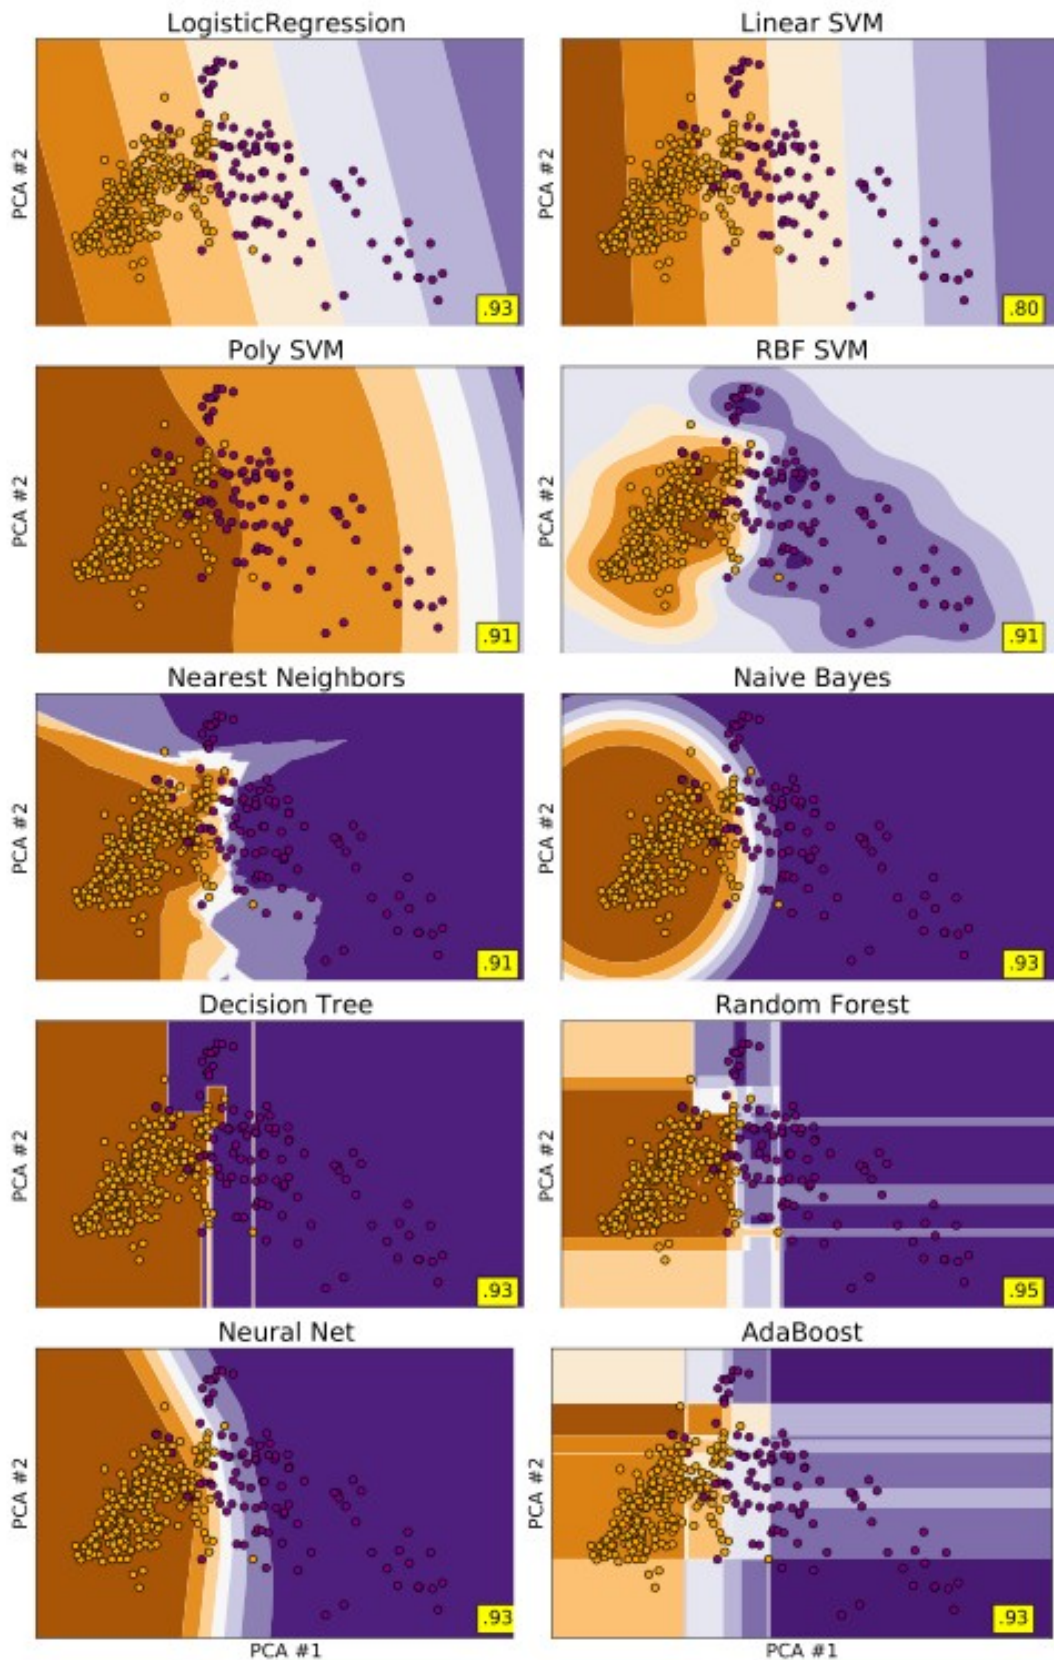 LogisticRegression
Linear SVM
PCA #2
.93
PCA #2
.80
Poly SVM
RBF SVM
PCA #2
.91
PCA #2
.91
Nearest Neighbors
Naive Bayes
PCA #2
.91
PCA #2
.93
Decision Tree
Random Forest
PCA #2
.93
PCA #2
.95
Neural Net
AdaBoost
PCA #2
.93
PCA #2
.93
PCA #1
PCA #1